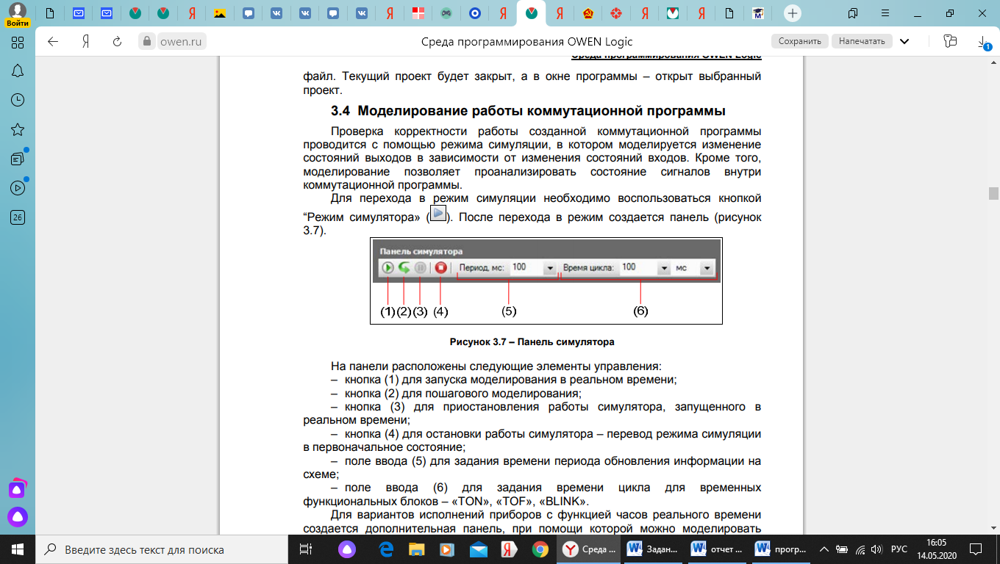 Войти
owen.ru
Среда программирования OWEN Logic
Сохранить
Напечатать
1
26
Среда программирования OWEN Logic
файл. Текущий проект будет закрыт, а в окне программы – открыт выбранный
проект.
3.4 Моделирование работы коммутационной программы
Проверка корректности работы созданной коммутационной программы
проводится с помощью режима симуляции, в котором моделируется изменение
состояний выходов в зависимости от изменения состояний входов. Кроме того,
моделирование позволяет проанализировать состояние сигналов внутри
коммутационной программы.
Для перехода в режим симуляции необходимо воспользоваться кнопкой
“Режим симулятора» ( ). После перехода в режим создается панель (рисунок
3.7).
Панель симулятора
Период, мс: 100 Время цикла: 100 мс
(1) (2) (3) (4) (5) (6)
Рисунок 3.7 – Панель симулятора
На панели расположены следующие элементы управления:
– кнопка (1) для запуска моделирования в реальном времени;
– кнопка (2) для пошагового моделирования;
– кнопка (3) для приостановления работы симулятора, запущенного в
реальном времени;
– кнопка (4) для остановки работы симулятора – перевод режима симуляции
в первоначальное состояние;
– поле ввода (5) для задания времени периода обновления информации на
схеме;
– поле ввода (6) для задания времени цикла для временных
функциональных блоков – «TON», «TOF», «BLINK».
Для вариантов исполнений приборов с функцией часов реального времени
создается дополнительная панель, при помощи которой можно моделировать
Введите здесь текст для поиска
Среда ...
Задан...
отчет ...
прогр...
РУС
16:05
14.05.2020